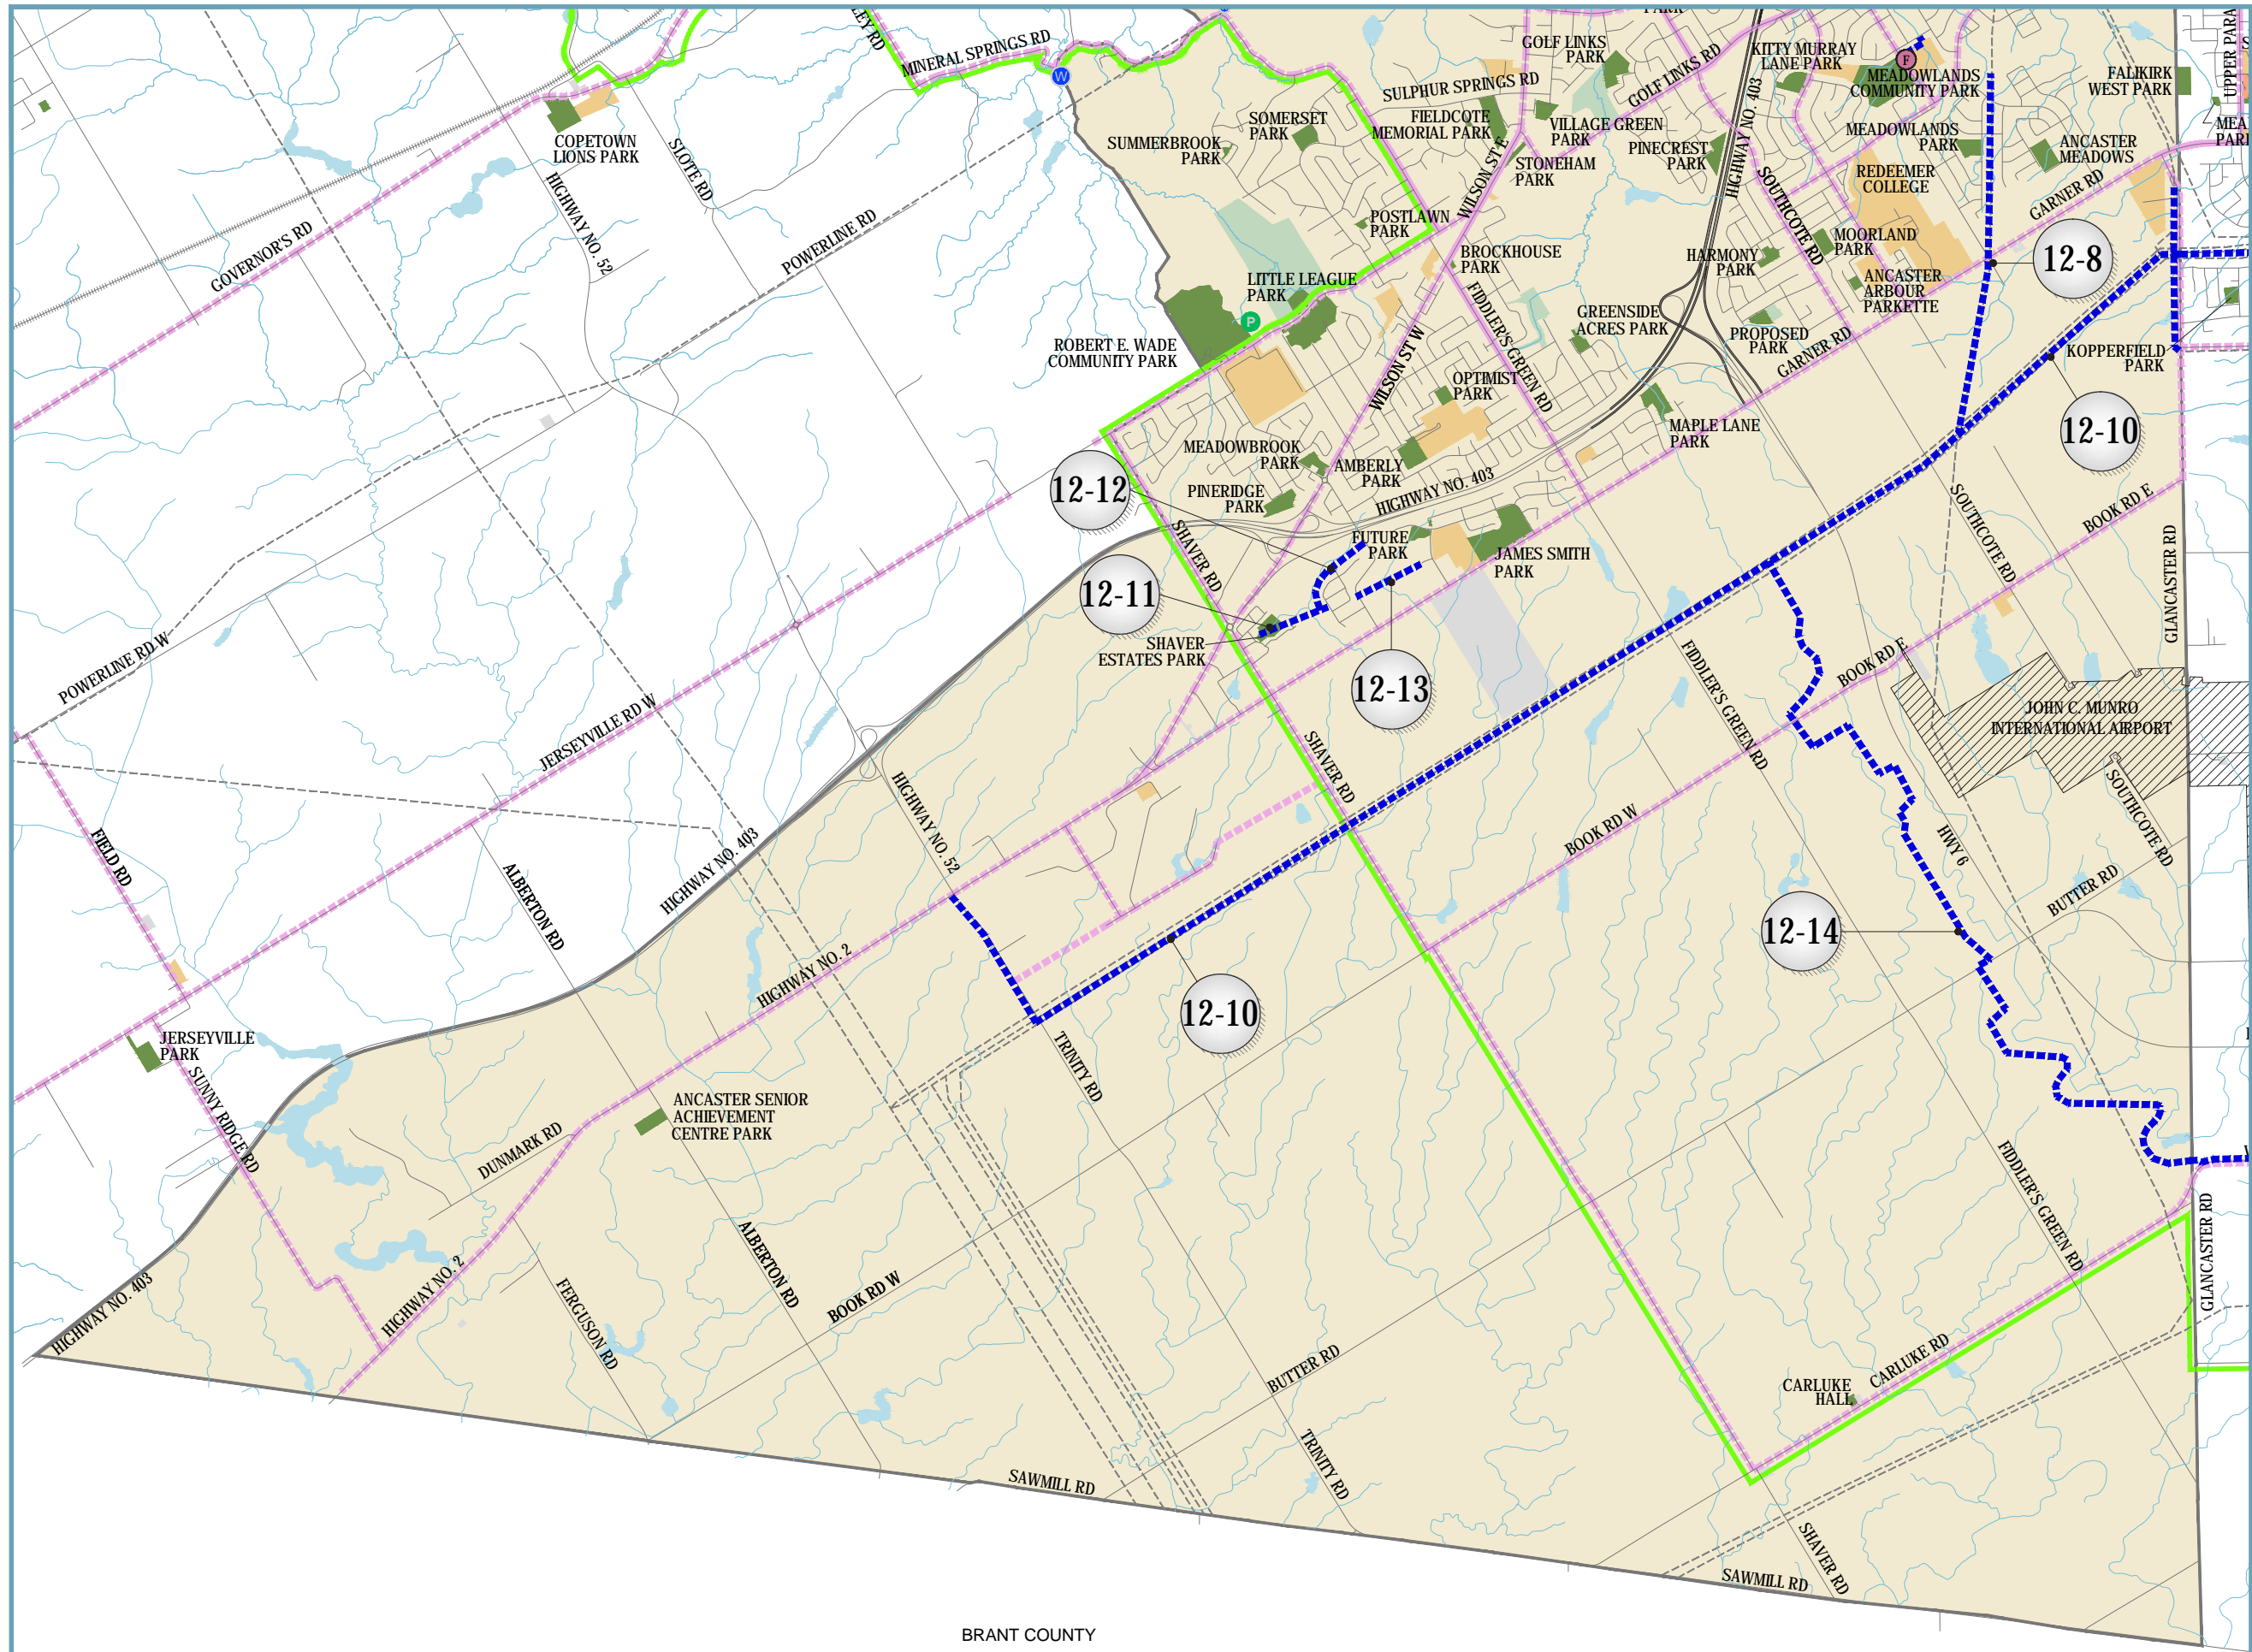 MINERAL SPRINGS RD
W
GOLF LINKS
PARK
GOLF LINKS RD
HIGHWAY NO. 403
KITTY MURRAY
LANE PARK
F
MEADOWLANDS
COMMUNITY PARK
FALIKIRK
WEST PARK
UPPER PARA
COPETOWN
LIONS PARK
SULPHUR SPRINGS RD
FIELDCOTE
MEMORIAL PARK
VILLAGE GREEN
PARK
PINECREST
PARK
MEADOWLANDS
PARK
ANCASTER
MEADOWS
SOMERSET
PARK
SUMMERBROOK
PARK
STONEHAM
PARK
WILSON ST E
REDEEMER
COLLEGE
GARNER RD
SLOTE RD
HIGHWAY NO. 52
GOVERNOR'S RD
POWERLINE RD
POSTLAWN
PARK
BROCKHOUSE
PARK
SOUTHCOTE RD
MOORLAND
PARK
HARMONY
PARK
ANCASTER
ARBOUR
PARKETTE
12-8
LITTLE LEAGUE
PARK
P
ROBERT E. WADE
COMMUNITY PARK
FIDDLER'S GREEN RD
GREENSIDE
ACRES PARK
PROPOSED
PARK
GARNER RD
KOPPERFIELD
PARK
WILSON ST W
OPTIMIST
PARK
MAPLE LANE
PARK
12-10
MEADOWBROOK
PARK
AMBERLY
PARK
12-12
PINERIDGE
PARK
HIGHWAY NO. 403
SOUTHCOTE RD
BOOK RD E
SHAVER RD
FUTURE
PARK
JAMES SMITH
PARK
GLANCASTER RD
12-11
SHAVER
ESTATES PARK
12-13
POWERLINE RD W
FIDDLER'S GREEN RD
BOOK RD E
JOHN C. MUNRO
INTERNATIONAL AIRPORT
JERSEYVILLE RD W
SHAVER RD
SOUTHCOTE RD
HIGHWAY NO. 52
FIELD RD
HIGHWAY NO. 403
ALBERTON RD
BOOK RD W
HWY 6
BUTTER RD
12-14
HIGHWAY NO. 2
12-10
JERSEYVILLE
PARK
SUNNY RIDGE RD
TRINITY RD
ANCASTER SENIOR
ACHIEVEMENT
CENTRE PARK
DUNMARK RD
FIDDLER'S GREEN RD
GLANCASTER RD
ALBERTON RD
BOOK RD W
HIGHWAY NO. 2
HIGHWAY NO. 403
FERGUSON RD
BUTTER RD
CARLUKE RD
CARLUKE
HALL
TRINITY RD
SAWMILL RD
SHAVER RD
SAWMILL RD
BRANT COUNTY